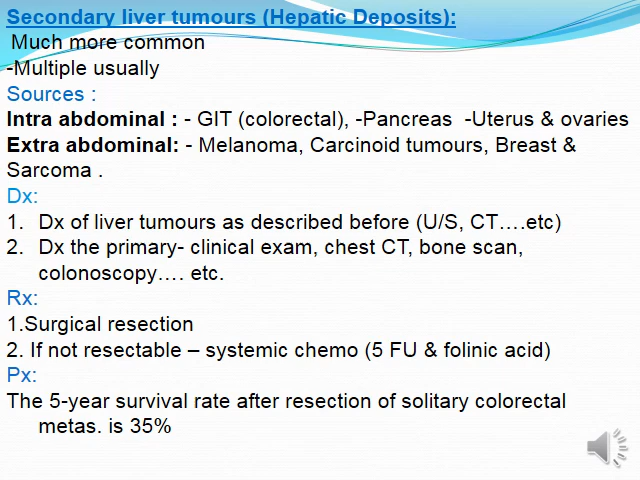 Secondary liver tumours (Hepatic Deposits):
Much more common
-Multiple usually
Sources :
Intra abdominal : - GIT (colorectal), -Pancreas -Uterus & ovaries
Extra abdominal: - Melanoma, Carcinoid tumours, Breast &
Sarcoma .
Dx:
1. Dx of liver tumours as described before (U/S, CT….etc)
2. Dx the primary- clinical exam, chest CT, bone scan,
colonoscopy…. etc.
Rx:
1.Surgical resection
2. If not resectable – systemic chemo (5 FU & folinic acid)
Px:
The 5-year survival rate after resection of solitary colorectal
metas. is 35%